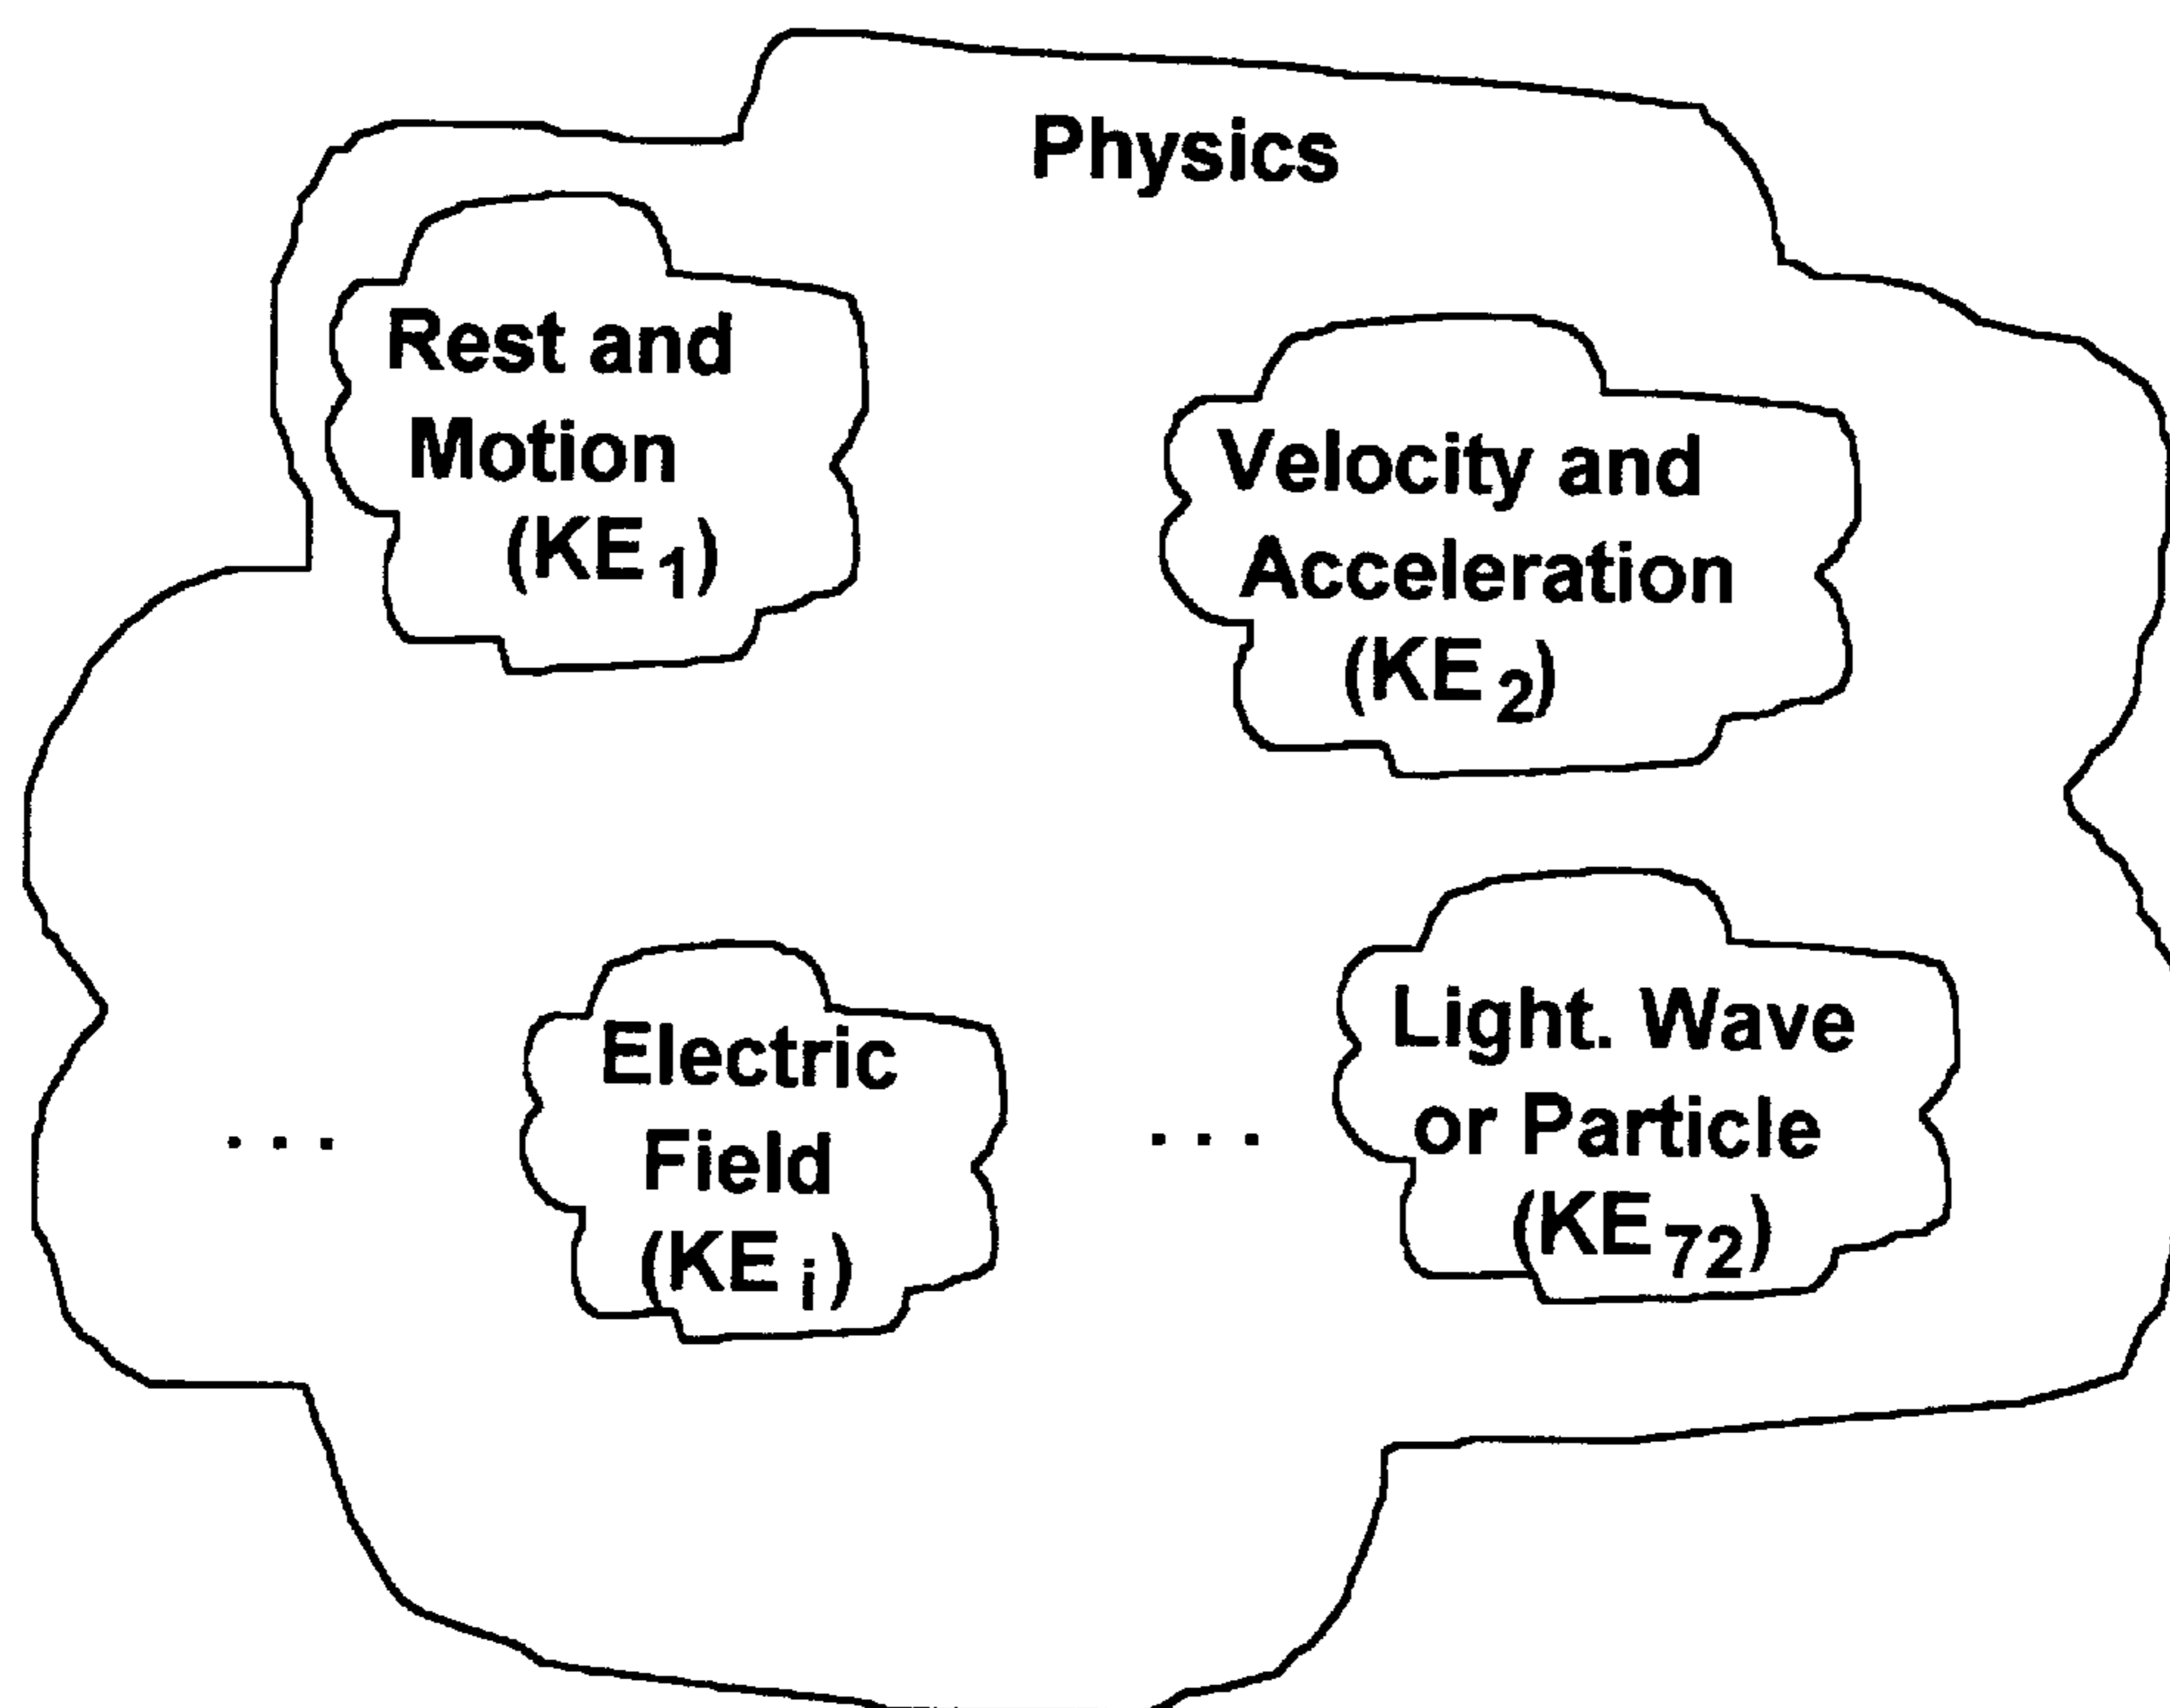 Physics
Rest and
Motion
(KE₁)
Velocity and
Acceleration
(KE₂)
. . .
Electric
Field
(KEᵢ)
. . .
Light. Wave
or Particle
(KE₇₂)